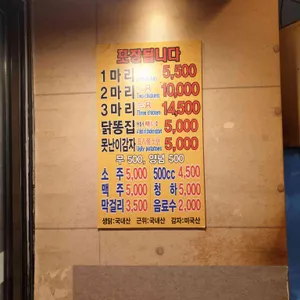 포장됩니다
1마리 5,500
2마리 10,000
3마리 14,500
닭똥집 5,000
못난이감자 5,000
무 500, 양념 500
소 주 5,000 500cc 4,500
맥 주 5,000 청 하 5,000
막걸리 3,500 음료수 2,000
생닭:국내산 근위:국내산 감자:미국산